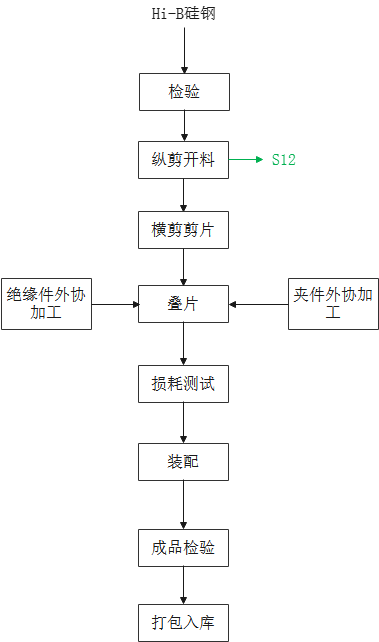 Hi-B硅钢
检验
纵剪开料
S12
横剪剪片
绝缘件外协
加工
叠片
夹件外协加
工
损耗测试
装配
成品检验
打包入库